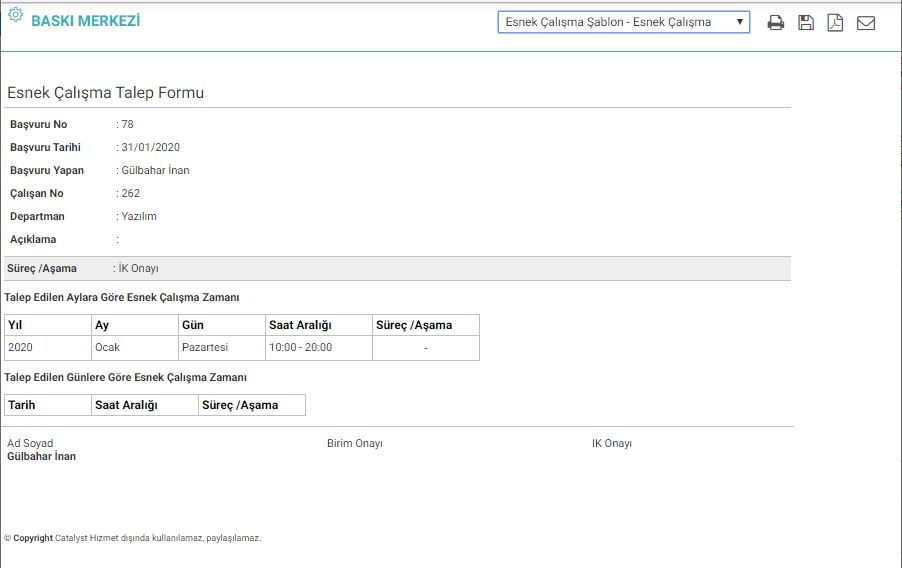 BASKI MERKEZİ
Esnek Çalışma Şablon - Esnek Çalışma
Esnek Çalışma Talep Formu
Başvuru No : 78
Başvuru Tarihi : 31/01/2020
Başvuru Yapan : Gülbahar İnan
Çalışan No : 262
Departman : Yazılım
Açıklama :
Süreç /Aşama : İK Onayı
Talep Edilen Aylara Göre Esnek Çalışma Zamanı
Yıl Ay Gün Saat Aralığı Süreç /Aşama
2020 Ocak Pazartesi 10:00 - 20:00 -
Talep Edilen Günlere Göre Esnek Çalışma Zamanı
Tarih Saat Aralığı Süreç /Aşama
Ad Soyad Birim Onayı IK Onayı
Gülbahar İnan
© Copyright Catalyst Hizmet dışında kullanılamaz, paylaşılamaz.